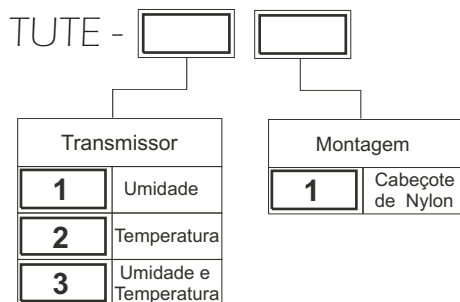 TUTE -
Transmissor
1 Umidade
2 Temperatura
3 Umidade e
Temperatura
Montagem
1 Cabeçote
de Nylon